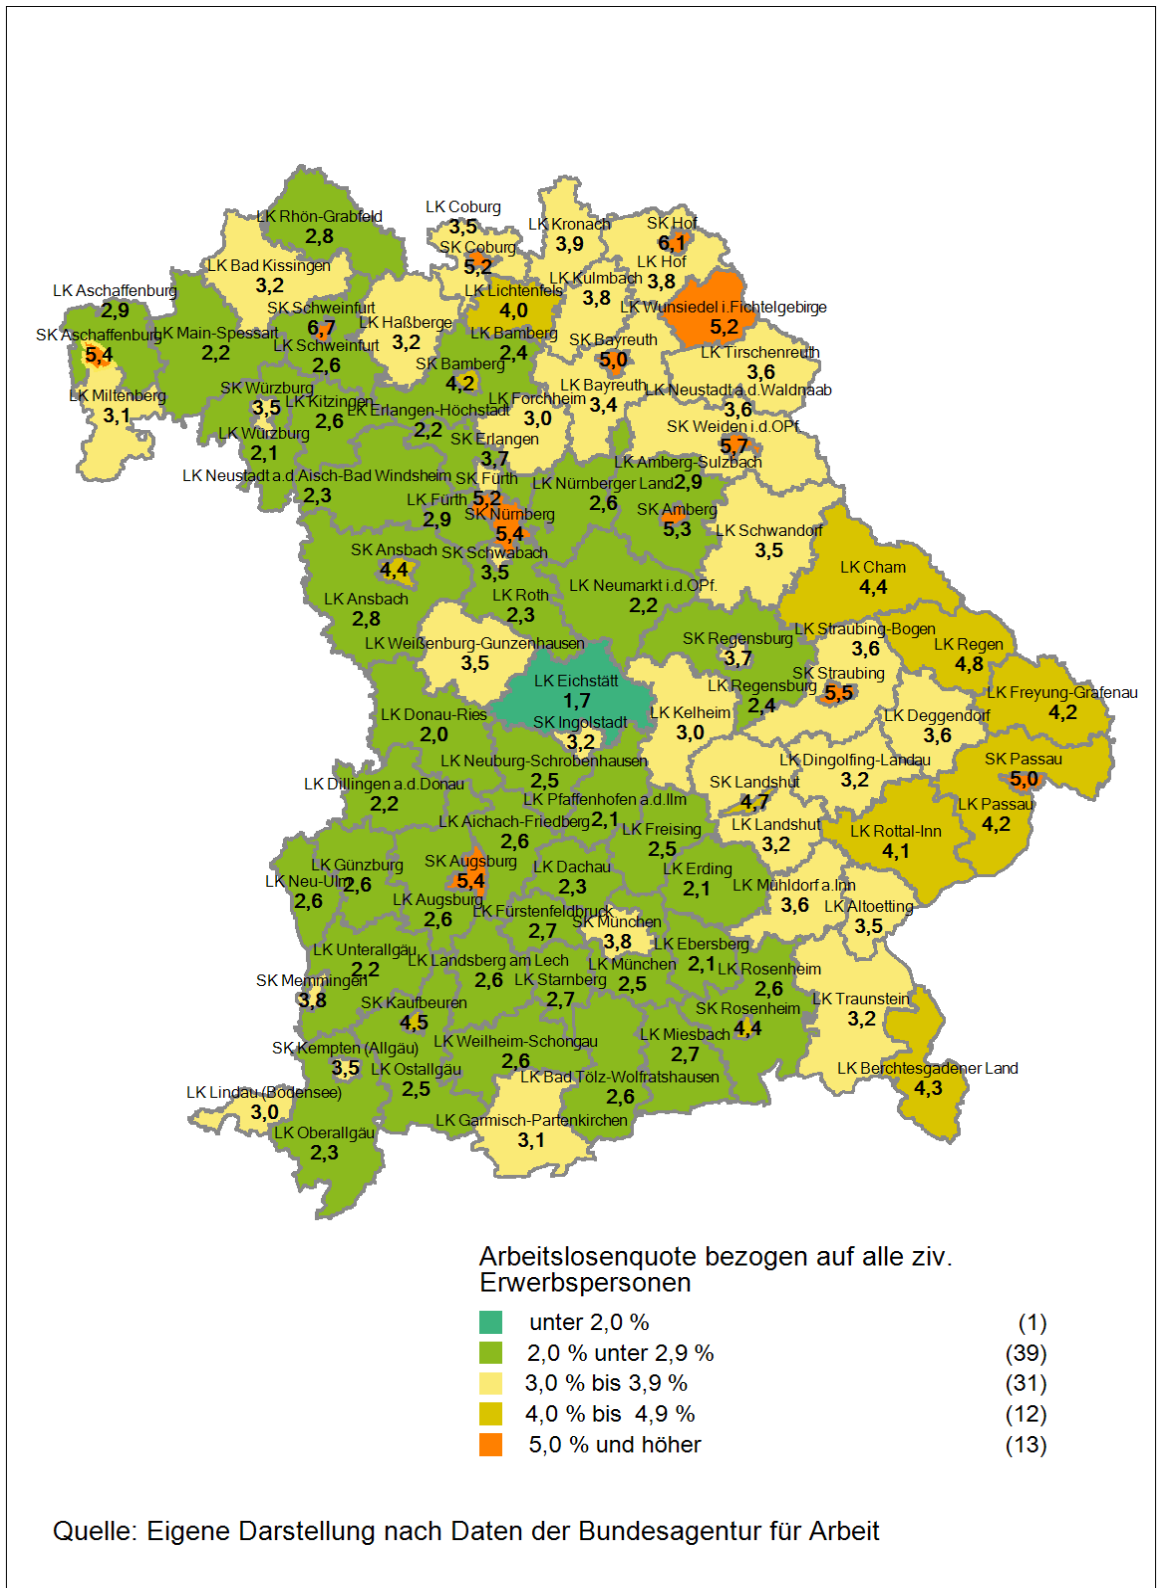 LK Rhön-Grabfeld
2,8
LK Coburg
3,5
SK Coburg
5,2
LK Kronach
3,9
SK Hof
6,1
LK Hof
3,8
LK Bad Kissingen
3,2
LK Kulmbach
3,8
LK Aschaffenburg
2,9
SK Schweinfurt
6,7
LK Lichtenfels
4,0
LK Wunsiedel i.Fichtelgebirge
5,2
SK Aschaffenburg
5,4
LK Main-Spessart
2,2
LK Schweinfurt
2,6
LK Haßberge
3,2
LK Bamberg
2,4
SK Bayreuth
5,0
LK Tirschenreuth
3,6
SK Bamberg
4,2
LK Miltenberg
3,1
SK Würzburg
3,5
LK Kitzingen
2,6
LK Erlangen-Höchstadt
2,2
LK Forchheim
3,0
LK Bayreuth
3,4
LK Neustadt a.d.Waldnaab
3,6
SK Weiden i.d.OPf.
5,7
LK Würzburg
2,1
SK Erlangen
3,7
LK Neustadt a.d.Aisch-Bad Windsheim
2,3
SK Fürth
5,2
LK Nürnberger Land
2,6
LK Amberg-Sulzbach
2,9
LK Fürth
2,9
SK Nürnberg
5,4
SK Amberg
5,3
LK Schwandorf
3,5
SK Ansbach
4,4
SK Schwabach
3,5
LK Cham
4,4
LK Ansbach
2,8
LK Roth
2,3
LK Neumarkt i.d.OPf.
2,2
LK Weißenburg-Gunzenhausen
3,5
SK Regensburg
3,7
LK Straubing-Bogen
3,6
LK Regen
4,8
LK Eichstätt
1,7
LK Regensburg
2,4
SK Straubing
5,5
LK Freyung-Grafenau
4,2
LK Donau-Ries
2,0
SK Ingolstadt
3,2
LK Kelheim
3,0
LK Deggendorf
3,6
LK Neuburg-Schrobenhausen
2,5
LK Dingolfing-Landau
3,2
SK Passau
5,0
LK Dillingen a.d.Donau
2,2
SK Landshut
4,7
LK Pfaffenhofen a.d.Ilm
2,1
LK Passau
4,2
LK Aichach-Friedberg
2,6
LK Freising
2,5
LK Landshut
3,2
LK Rottal-Inn
4,1
LK Günzburg
2,6
SK Augsburg
5,4
LK Dachau
2,3
LK Erding
2,1
LK Neu-Ulm
2,6
LK Mühldorf a.Inn
3,6
LK Augsburg
2,6
LK Fürstenfeldbruck
2,7
SK München
3,8
LK Altoetting
3,5
LK Unterallgäu
2,2
LK Landsberg am Lech
2,6
LK Ebersberg
2,1
LK München
2,5
LK Rosenheim
2,6
SK Memmingen
3,8
LK Starnberg
2,7
LK Traunstein
3,2
SK Kaufbeuren
4,5
SK Rosenheim
4,4
SK Kempten (Allgäu)
3,5
LK Weilheim-Schongau
2,6
LK Miesbach
2,7
LK Ostallgäu
2,5
LK Bad Tölz-Wolfratshausen
2,6
LK Berchtesgadener Land
4,3
LK Lindau (Bodensee)
3,0
LK Oberallgäu
2,3
LK Garmisch-Partenkirchen
3,1
Arbeitslosenquote bezogen auf alle ziv.
Erwerbspersonen
unter 2,0 % (1)
2,0 % unter 2,9 % (39)
3,0 % bis 3,9 % (31)
4,0 % bis 4,9 % (12)
5,0 % und höher (13)
Quelle: Eigene Darstellung nach Daten der Bundesagentur für Arbeit